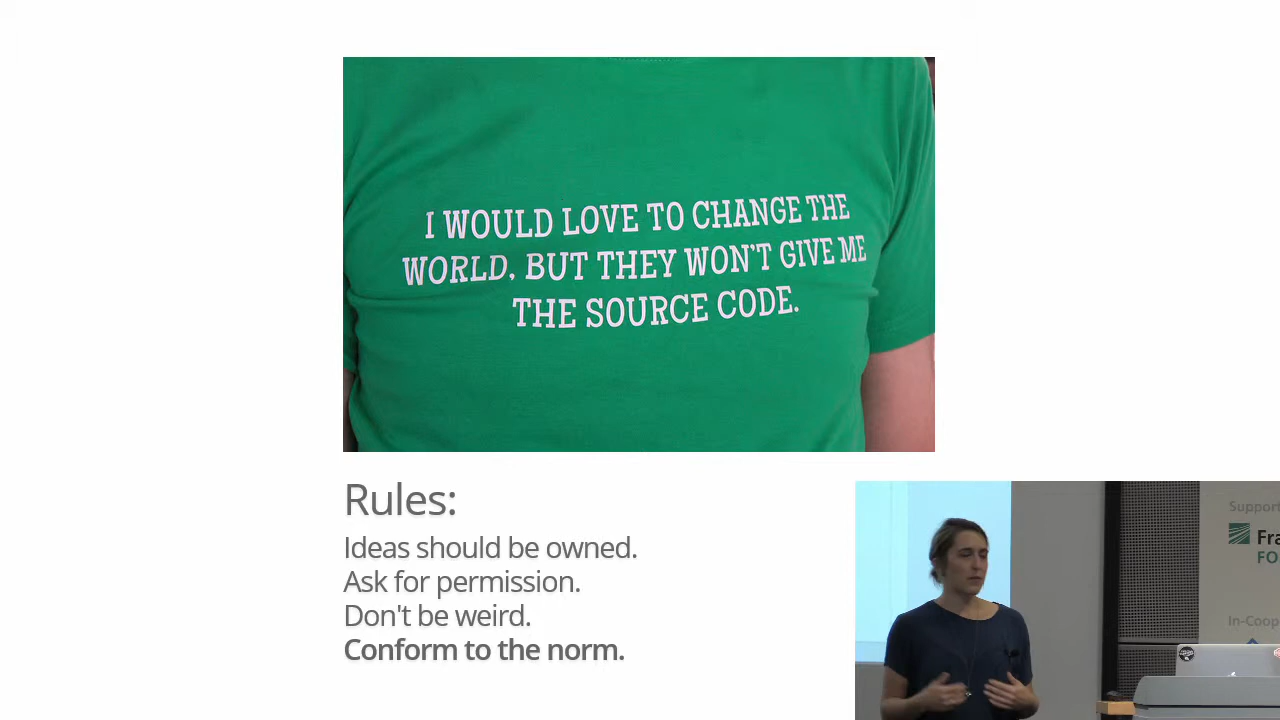 I WOULD LOVE TO CHANGE THE
WORLD, BUT THEY WON'T GIVE ME
THE SOURCE CODE.
Rules:
Ideas should be owned.
Ask for permission.
Don't be weird.
Conform to the norm.